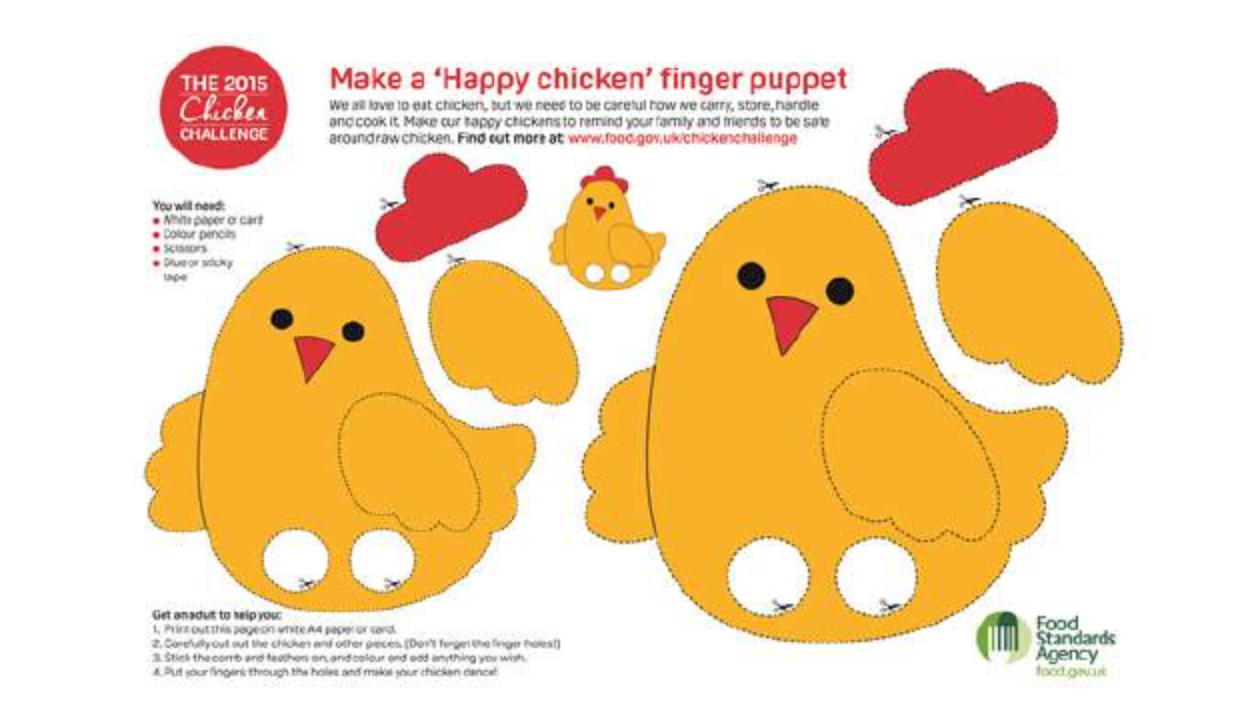 THE 2015
Chicken
CHALLENGE
Make a ‘Happy chicken’ finger puppet
We all love to eat chicken, but we need to be careful how we carry, store, handle
and cook it. Make our happy chickens to remind your family and friends to be safe
around raw chicken. Find out more at: www.food.gov.uk/chickenchallenge
You will need:
White paper or card
Colour pencils
Scissors
Glue or sticky
tape
Get an adult to help you:
1. Print out this page on white A4 paper or card.
2. Carefully cut out the chicken and other pieces. (Don't forget the finger holes!)
3. Stick the comb and feathers on, and colour and add anything you wish.
4. Put your fingers through the holes and make your chicken dance!
Food
Standards
Agency
food.gov.uk